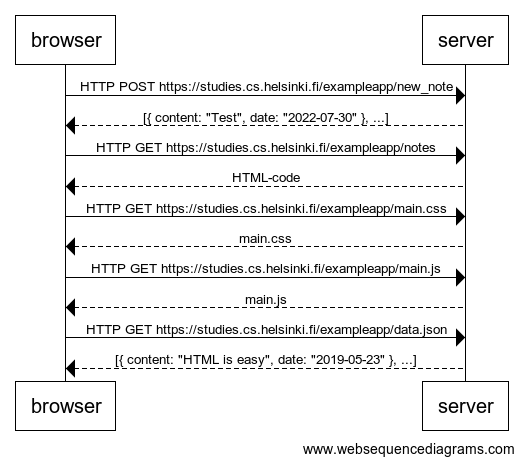 browser server
HTTP POST https://studies.cs.helsinki.fi/exampleapp/new_note
[{ content: "Test", date: "2022-07-30" }, ...]
HTTP GET https://studies.cs.helsinki.fi/exampleapp/notes
HTML-code
HTTP GET https://studies.cs.helsinki.fi/exampleapp/main.css
main.css
HTTP GET https://studies.cs.helsinki.fi/exampleapp/main.js
main.js
HTTP GET https://studies.cs.helsinki.fi/exampleapp/data.json
[{ content: "HTML is easy", date: "2019-05-23" }, ...]
browser server
www.websequencediagrams.com